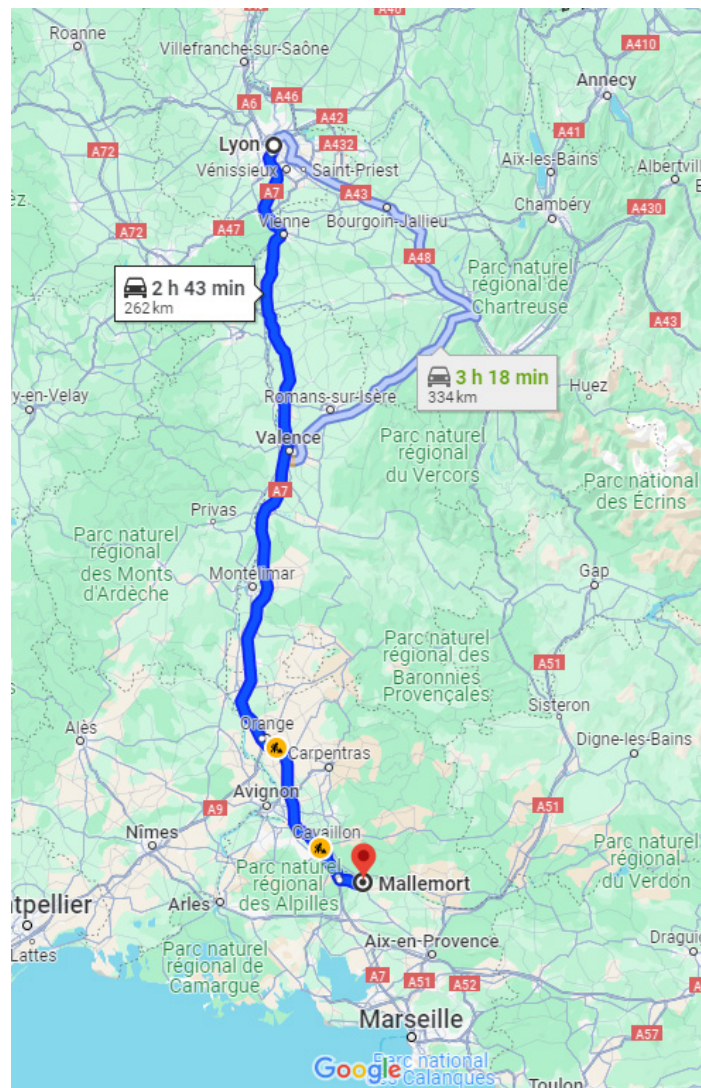 Roanne
A46
A410
Villefranche-sur-Saône
A46
A42
A6
Annecy
Lyon
A432
A41
A72
Vénissieux
Saint-Priest
Aix-les-Bains
Albertvil
A7
A43
A430
Bourgoin-Jallieu
Chambéry
A72
A47
Vienne
A48
Parc naturel
régional de
Chartreuse
2 h 43 min
262 km
A43
3 h 18 min
334 km
Huez
y-en-Velay
Romans-sur-Isère
Valence
Parc naturel
régional
du Vercors
Parc national
des Écrins
A7
Privas
Parc naturel
régional
des Monts
d'Ardèche
Montélimar
Gap
Parc naturel
régional des
Baronnies
Provençales
A51
Sisteron
Orange
Alès
Carpentras
Digne-les-Bains
Avignon
A9
A51
Nîmes
Cavaillon
Parc naturel
régional
du Verdon
Parc naturel
régional
des Alpilles
Mallemort
Arles
ntpellier
Lattes
Aix-en-Provence
Dragui
Parc naturel
régional de
Camargue
A7
A51
A52
Marseille
A57
Google
Parc national
des Calanques
Toulon